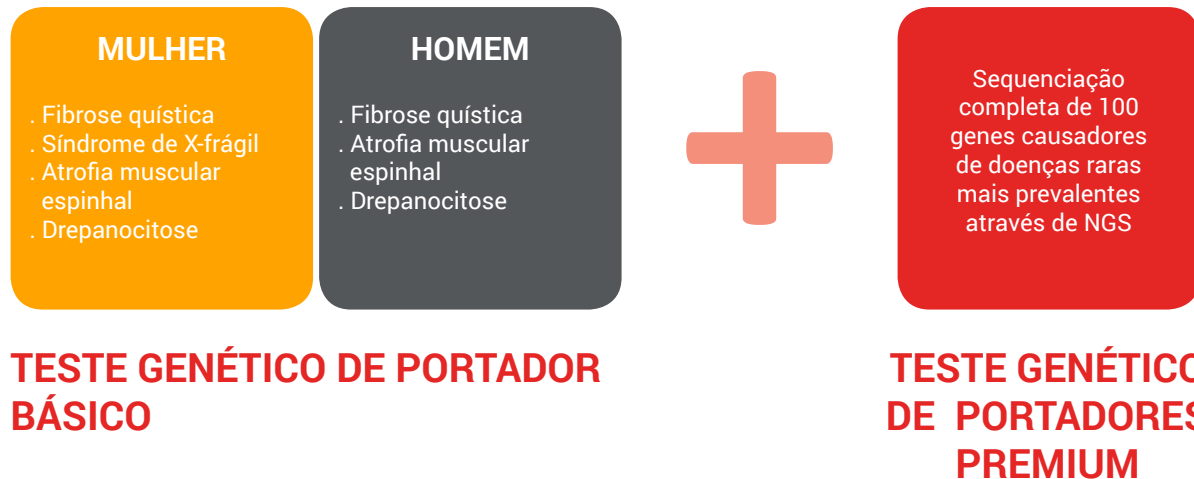 MULHER
. Fibrose quística
. Síndrome de X-frágil
. Atrofia muscular
espinhal
. Drepanocitose
HOMEM
. Fibrose quística
. Atrofia muscular
espinhal
. Drepanocitose
Sequenciação
completa de 100
genes causadores
de doenças raras
mais prevalentes
através de NGS
TESTE GENÉTICO DE PORTADOR
BÁSICO
TESTE GENÉTICO
DE PORTADORES
PREMIUM